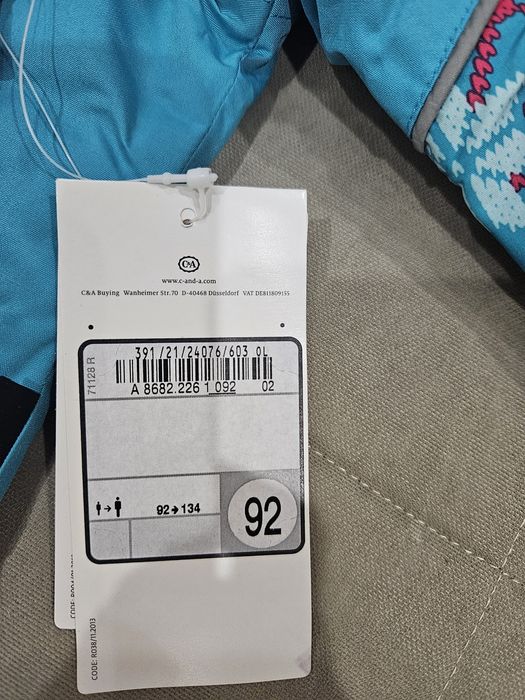 C&A
www.c-and-a.com
C&A Buying Wanheimer Str.70 D-40468 Düsseldorf VAT DE811809155
391/21/24076/603 0L
71128 R
A 8682.226 1 092 02
92→134
92
CODE: R038/11.2013